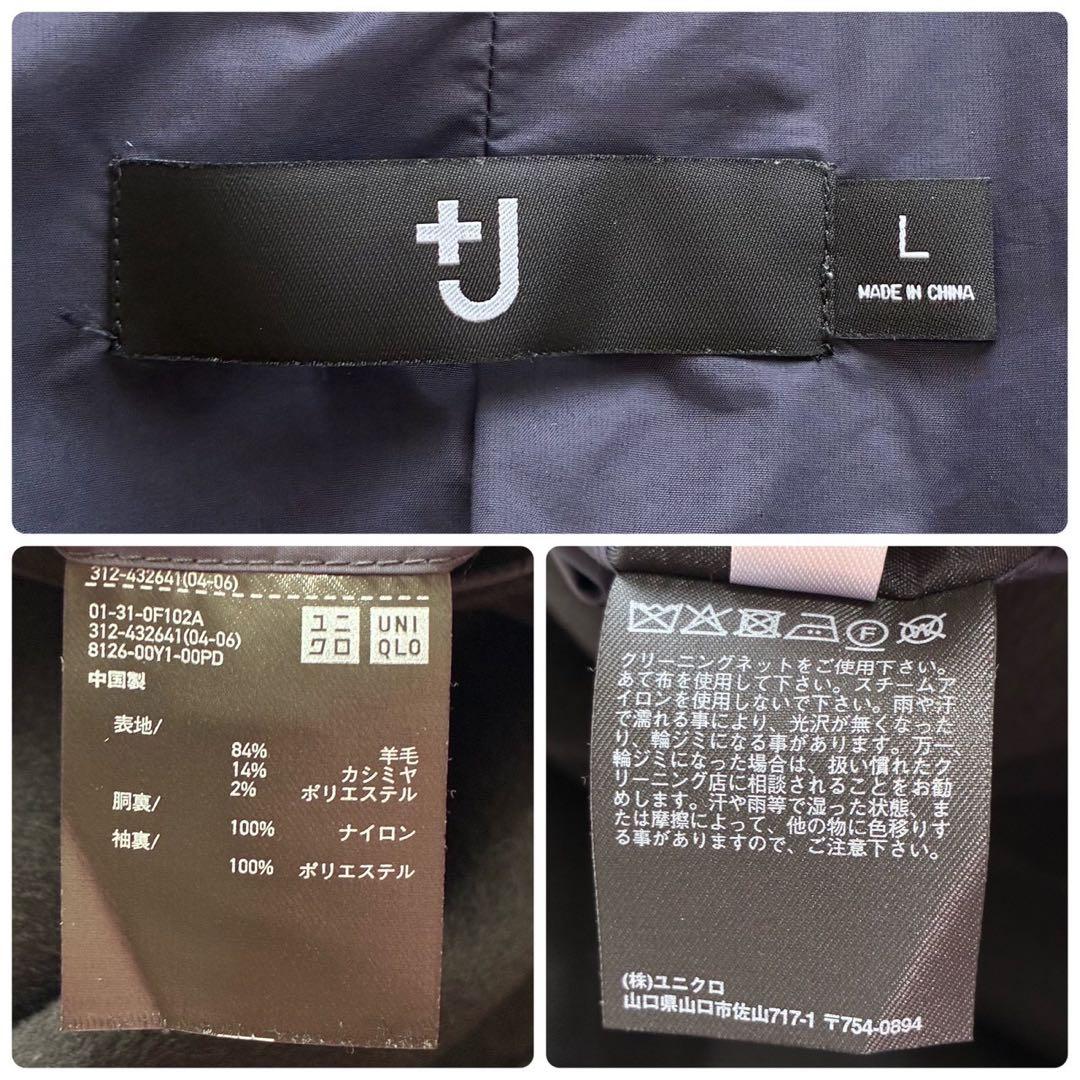 +J
L
MADE IN CHINA
312-432641(04-06)
01-31-0F102A
312-432641(04-06)
8126-00Y1-00PD
ユニクロ
UNIQLO
中国製
表地/
84% 羊毛
14% カシミヤ
2% ポリエステル
胴裏/
100% ナイロン
袖裏/
100% ポリエステル
F
W
クリーニングネットをご使用下さい。
あて布を使用して下さい。スチームア
イロンを使用しないで下さい。雨や汗
で濡れる事により、光沢が無くなった
り、輪ジミになる事があります。万一
輪ジミになった場合は、扱い慣れたク
リーニング店に相談されることをお勧
めします。汗や雨等で湿った状態、ま
たは摩擦によって、他の物に色移りす
る事がありますので、ご注意下さい。
(株)ユニクロ
山口県山口市佐山717-1 〒754-0894